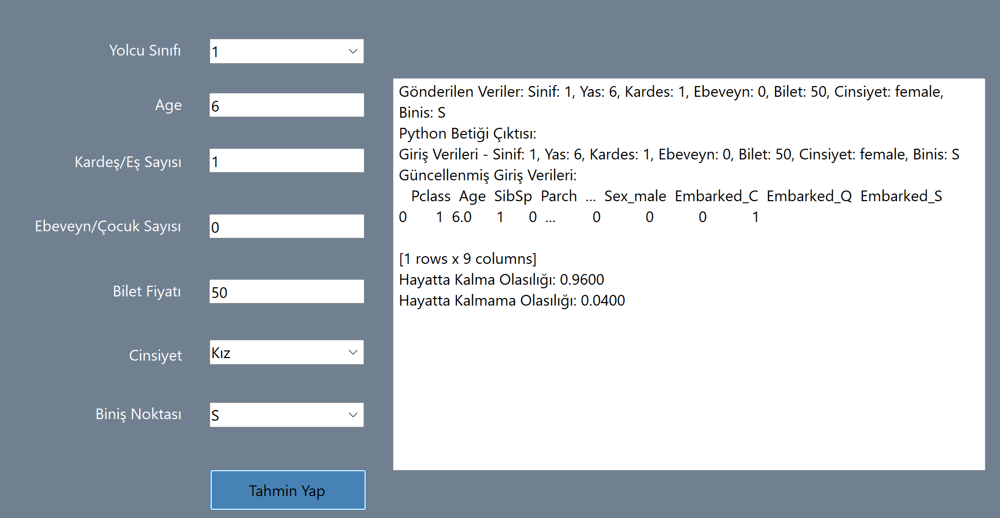 Yolcu Sınıfı
1
Age
6
Kardeş/Eş Sayısı
1
Ebeveyn/Çocuk Sayısı
0
Bilet Fiyatı
50
Cinsiyet
Kız
Biniş Noktası
S
Tahmin Yap
Gönderilen Veriler: Sinif: 1, Yas: 6, Kardes: 1, Ebeveyn: 0, Bilet: 50, Cinsiyet: female,
Binis: S
Python Betiği Çıktısı:
Giriş Verileri - Sinif: 1, Yas: 6, Kardes: 1, Ebeveyn: 0, Bilet: 50, Cinsiyet: female, Binis: S
Güncellenmiş Giriş Verileri:
Pclass Age SibSp Parch ... Sex_male Embarked_C Embarked_Q Embarked_S
0 1 6.0 1 0 ... 0 0 0 1
[1 rows x 9 columns]
Hayatta Kalma Olasılığı: 0.9600
Hayatta Kalmama Olasılığı: 0.0400